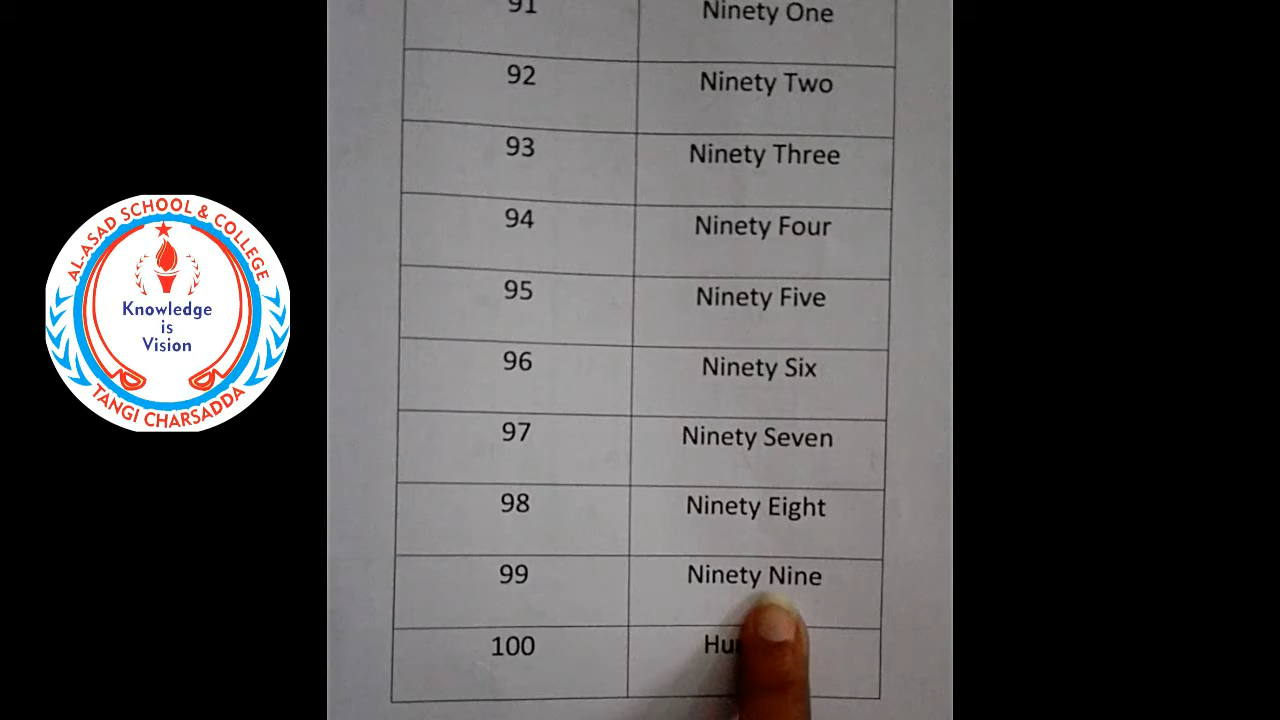 AL-ASAD SCHOOL & COLLEGE
Knowledge
is
Vision
TANGI CHARSADDA
91 Ninety One
92 Ninety Two
93 Ninety Three
94 Ninety Four
95 Ninety Five
96 Ninety Six
97 Ninety Seven
98 Ninety Eight
99 Ninety Nine
100